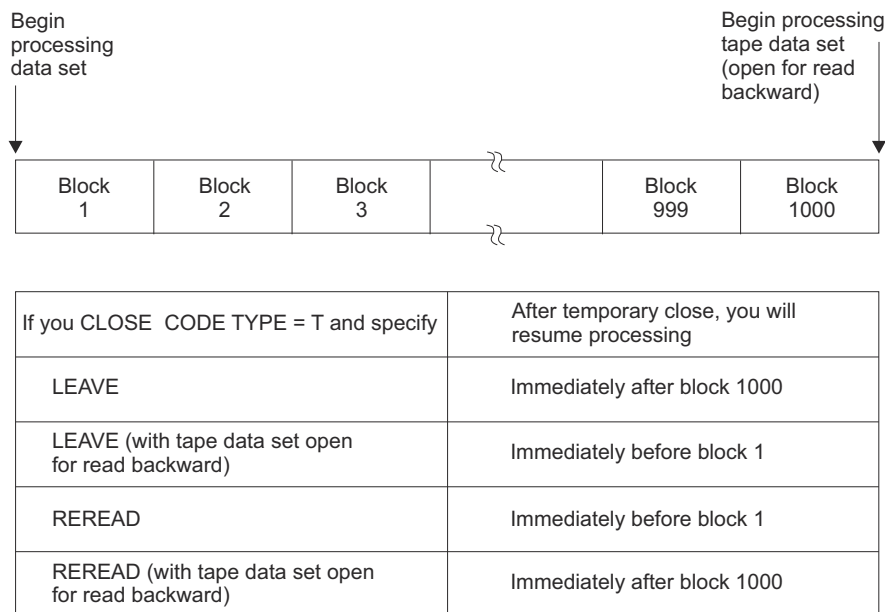 Begin
processing
data set
Begin processing
tape data set
(open for read
backward)
Block
1
Block
2
Block
3
Block
999
Block
1000
If you CLOSE CODE TYPE = T and specify
After temporary close, you will
resume processing
LEAVE
Immediately after block 1000
LEAVE (with tape data set open
for read backward)
Immediately before block 1
REREAD
Immediately before block 1
REREAD (with tape data set open
for read backward)
Immediately after block 1000